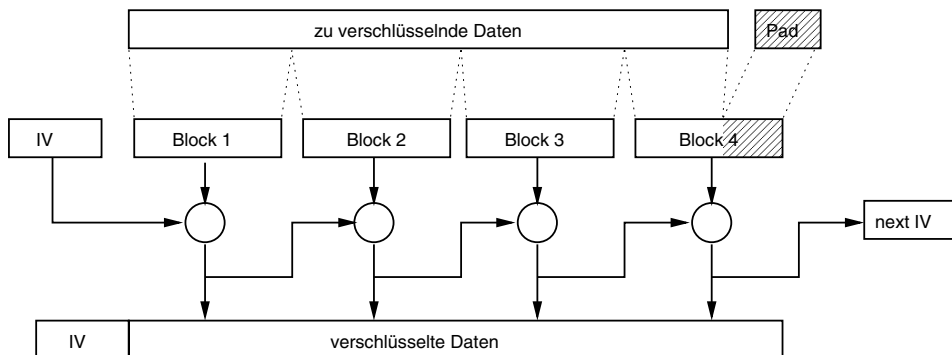 zu verschlüsselnde Daten
Pad
IV
Block 1
Block 2
Block 3
Block 4
next IV
IV
verschlüsselte Daten